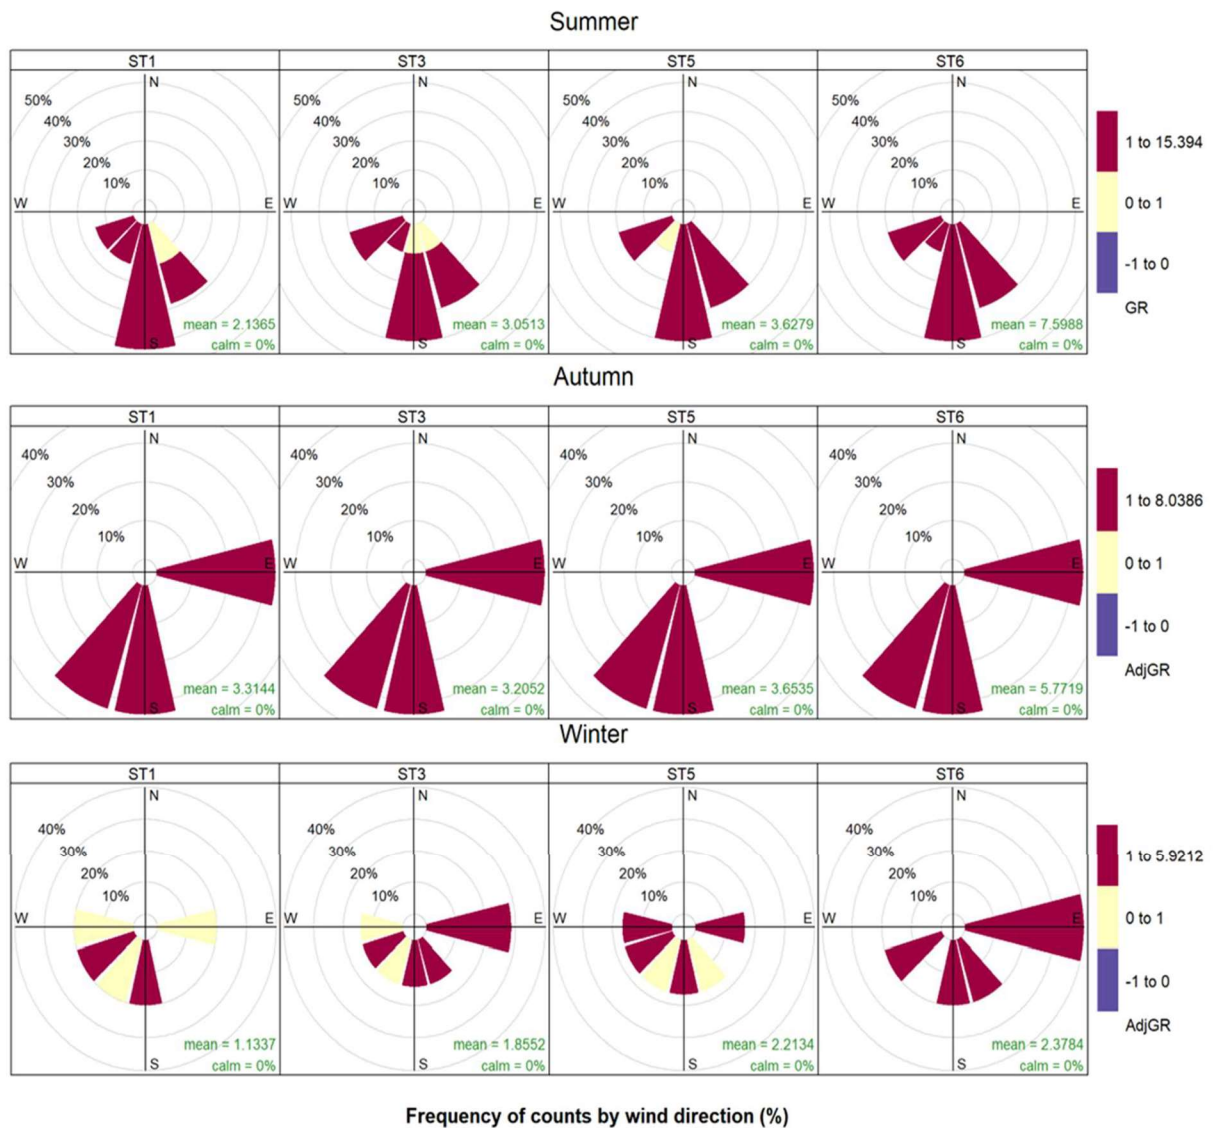 Summer
ST1 ST3 ST5 ST6
N N N N
50% 50% 50% 50%
40% 40% 40% 40%
30% 30% 30% 30%
20% 20% 20% 20%
10% 10% 10% 10%
W E W E W E W E
mean = 2.1365 mean = 3.0513 mean = 3.6279 mean = 7.5988
S calm = 0% S calm = 0% S calm = 0% S calm = 0%
1 to 15.394
0 to 1
-1 to 0
GR
Autumn
ST1 ST3 ST5 ST6
N N N N
40% 40% 40% 40%
30% 30% 30% 30%
20% 20% 20% 20%
10% 10% 10% 10%
W E W E W E W E
mean = 3.3144 mean = 3.2052 mean = 3.6535 mean = 5.7719
S calm = 0% S calm = 0% S calm = 0% S calm = 0%
1 to 8.0386
0 to 1
-1 to 0
AdjGR
Winter
ST1 ST3 ST5 ST6
N N N N
40% 40% 40% 40%
30% 30% 30% 30%
20% 20% 20% 20%
10% 10% 10% 10%
W E W E W E W E
mean = 1.1337 mean = 1.8552 mean = 2.2134 mean = 2.3784
S calm = 0% S calm = 0% S calm = 0% S calm = 0%
1 to 5.9212
0 to 1
-1 to 0
AdjGR
Frequency of counts by wind direction (%)